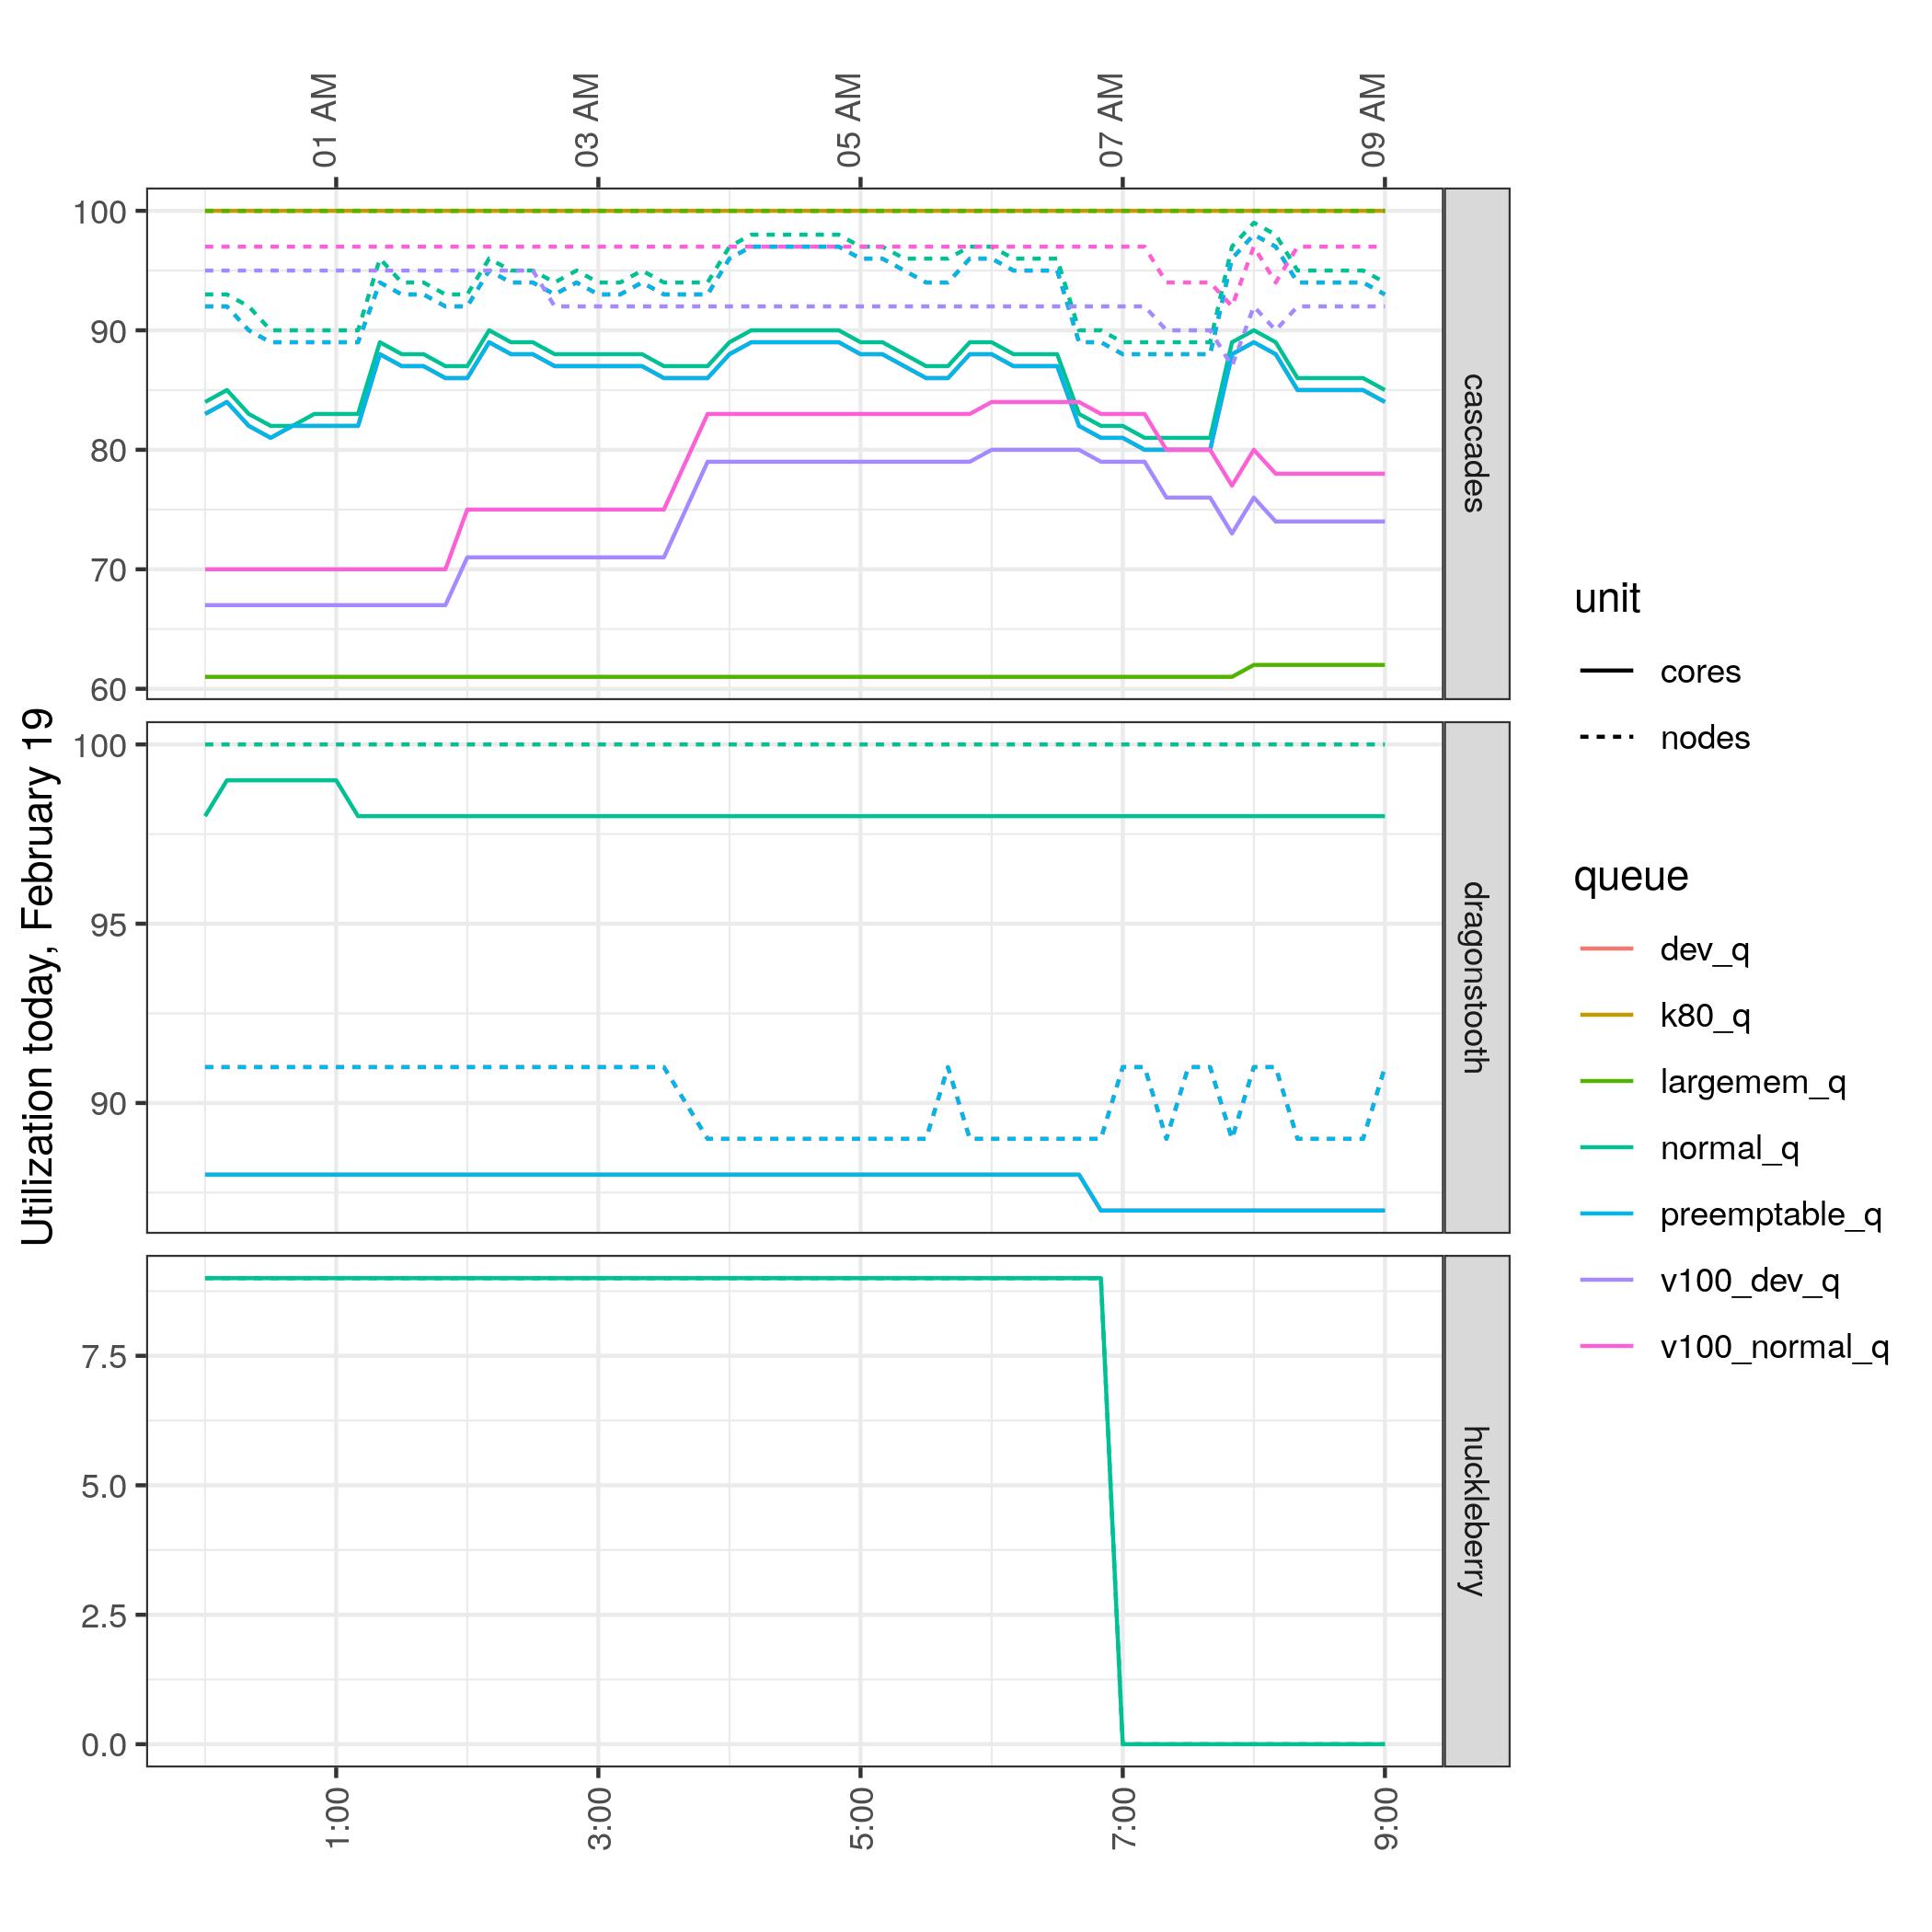 01 AM
03 AM
05 AM
07 AM
09 AM
100
90
80
70
60
cascades
100
95
90
dragonstooth
7.5
5.0
2.5
0.0
huckleberry
1:00
3:00
5:00
7:00
9:00
Utilization today, February 19
unit
cores
nodes
queue
dev_q
k80_q
largemem_q
normal_q
preemptable_q
v100_dev_q
v100_normal_q